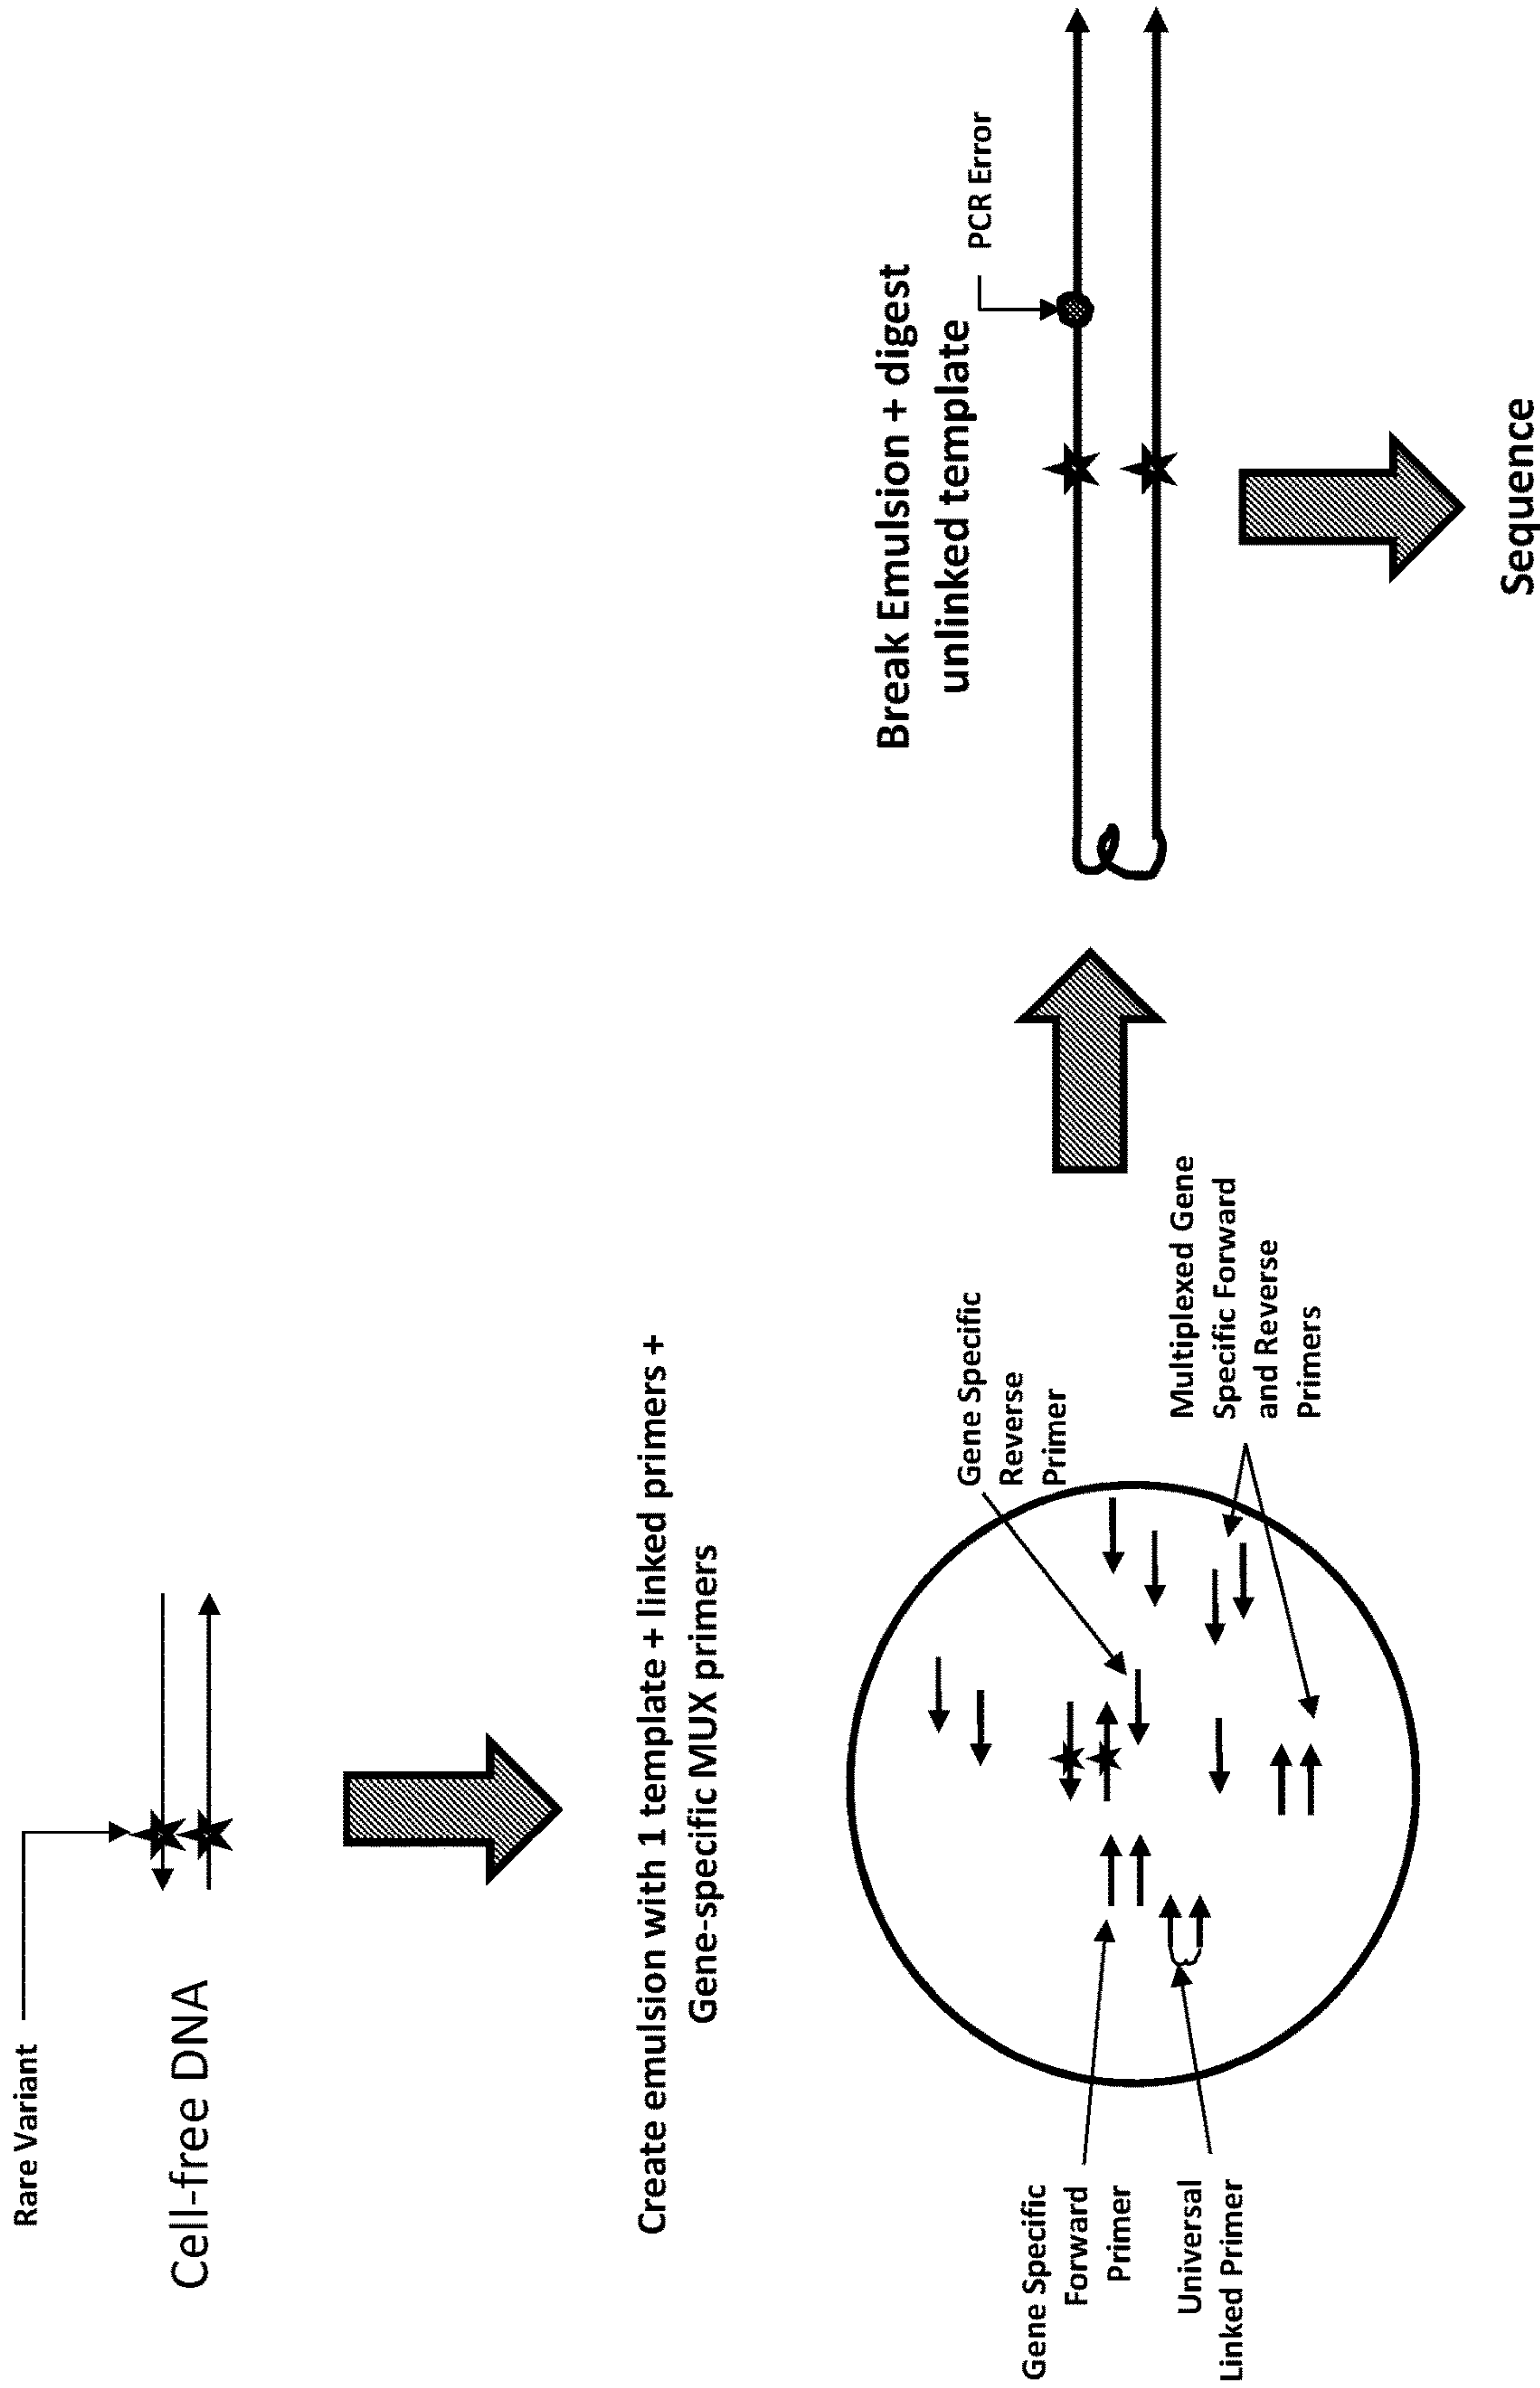 Rare Variant
Cell-free DNA
Create emulsion with 1 template + linked primers +
Gene-specific MUX primers
Gene Specific
Forward
Primer
Universal
Linked Primer
Gene Specific
Reverse
Primer
Multiplexed Gene
Specific Forward
and Reverse
Primers
Break Emulsion + digest
unlinked template
PCR Error
Sequence